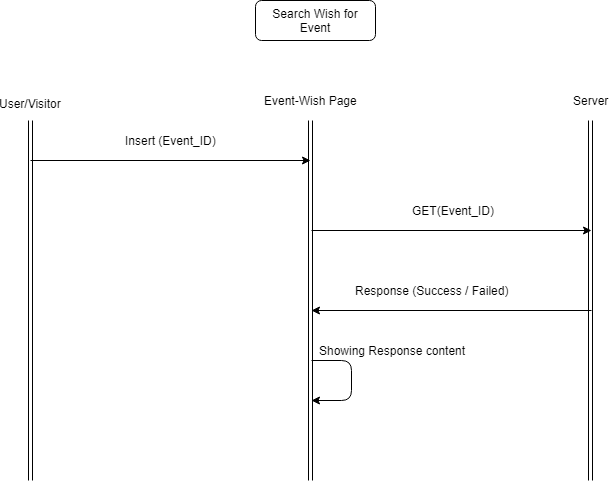 Search Wish for
Event
User/Visitor
Event-Wish Page
Server
Insert (Event_ID)
GET(Event_ID)
Response (Success / Failed)
Showing Response content